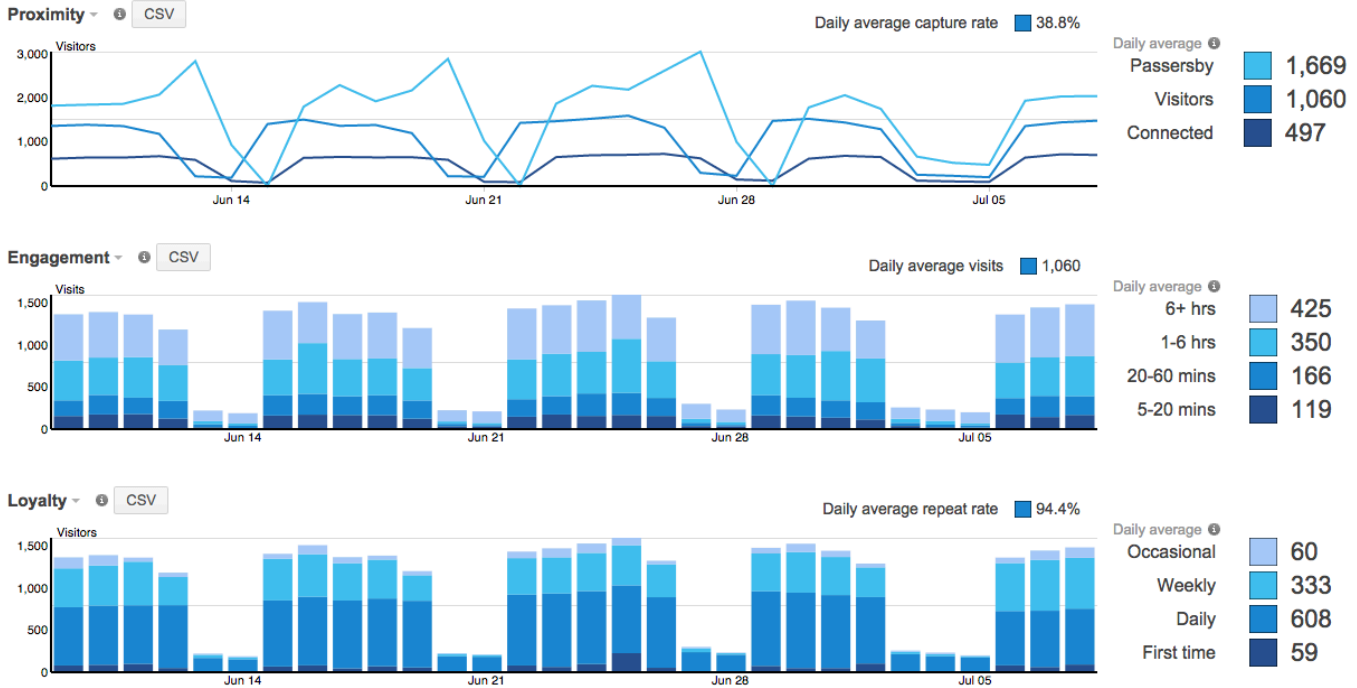 Proximity CSV
Daily average capture rate 38.8%
Visitors
3,000
2,000
1,000
0
Jun 14 Jun 21 Jun 28 Jul 05
Daily average
Passersby 1,669
Visitors 1,060
Connected 497
Engagement CSV
Daily average visits 1,060
Visits
1,500
1,000
500
0
Jun 14 Jun 21 Jun 28 Jul 05
Daily average
6+ hrs 425
1-6 hrs 350
20-60 mins 166
5-20 mins 119
Loyalty CSV
Daily average repeat rate 94.4%
Visitors
1,500
1,000
500
0
Jun 14 Jun 21 Jun 28 Jul 05
Daily average
Occasional 60
Weekly 333
Daily 608
First time 59